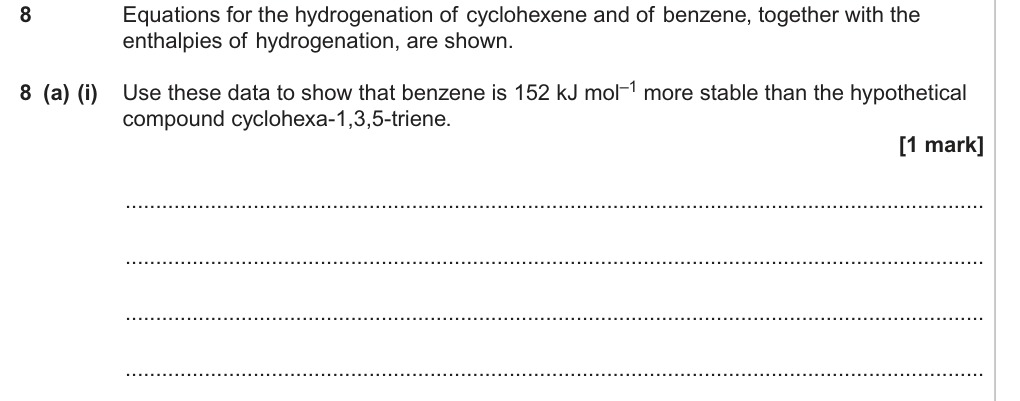 8 Equations for the hydrogenation of cyclohexene and of benzene, together with the
enthalpies of hydrogenation, are shown.
8 (a) (i) Use these data to show that benzene is 152 kJ mol⁻¹ more stable than the hypothetical
compound cyclohexa-1,3,5-triene.
[1 mark]